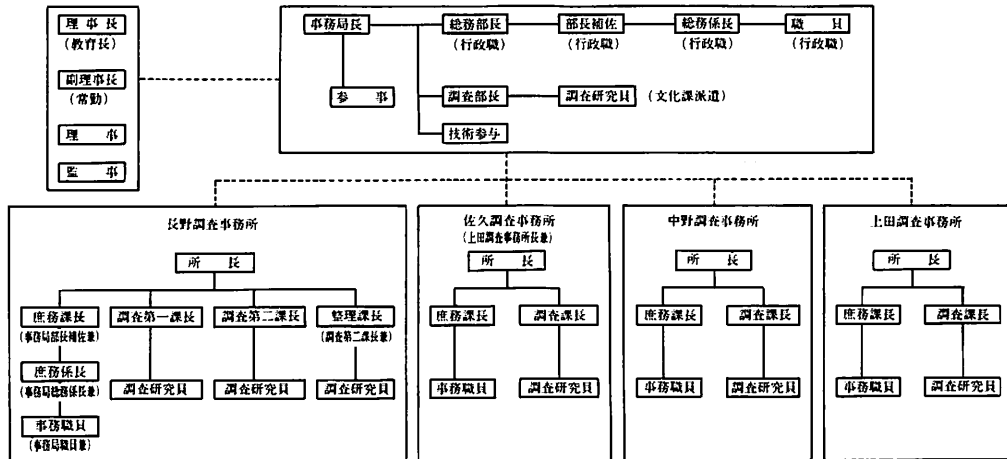 理事長
(教育長)
副理事長
(常勤)
理事
監事
事務局長
総務部長
部長補佐
総務係長
職員
(行政職)
(行政職)
(行政職)
(行政職)
参事
調査部長
調査研究員
(文化課派遣)
技術参与
長野調査事務所
所長
庶務課長
調査第一課長
調査第二課長
整理課長
(事務局部長補佐兼)
(調査第二課長兼)
庶務係長
調査研究員
調査研究員
調査研究員
(事務局総務係長兼)
事務職員
(事務局職員兼)
佐久調査事務所
(上田調査事務所長兼)
所長
庶務課長
調査課長
事務職員
調査研究員
中野調査事務所
所長
庶務課長
調査課長
事務職員
調査研究員
上田調査事務所
所長
庶務課長
調査課長
事務職員
調査研究員